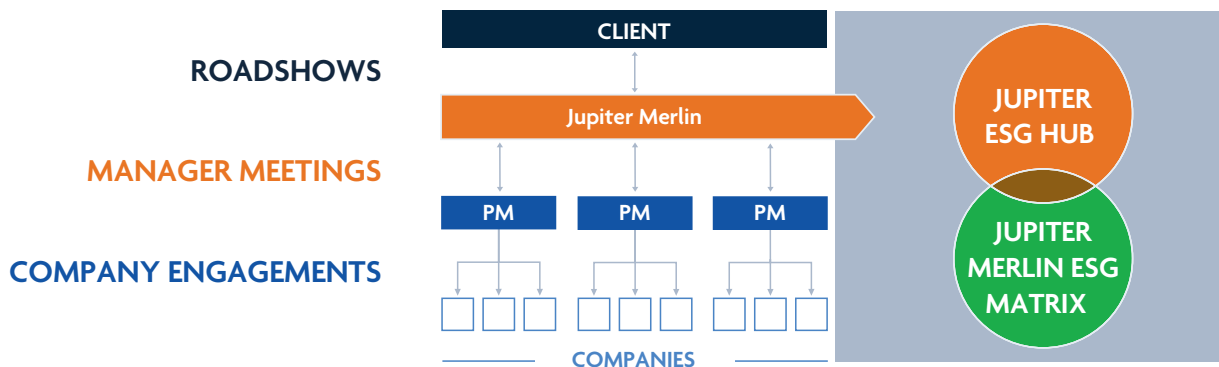 ROADSHOWS
MANAGER MEETINGS
COMPANY ENGAGEMENTS
CLIENT
Jupiter Merlin
PM PM PM
COMPANIES
JUPITER
ESG HUB
JUPITER
MERLIN ESG
MATRIX